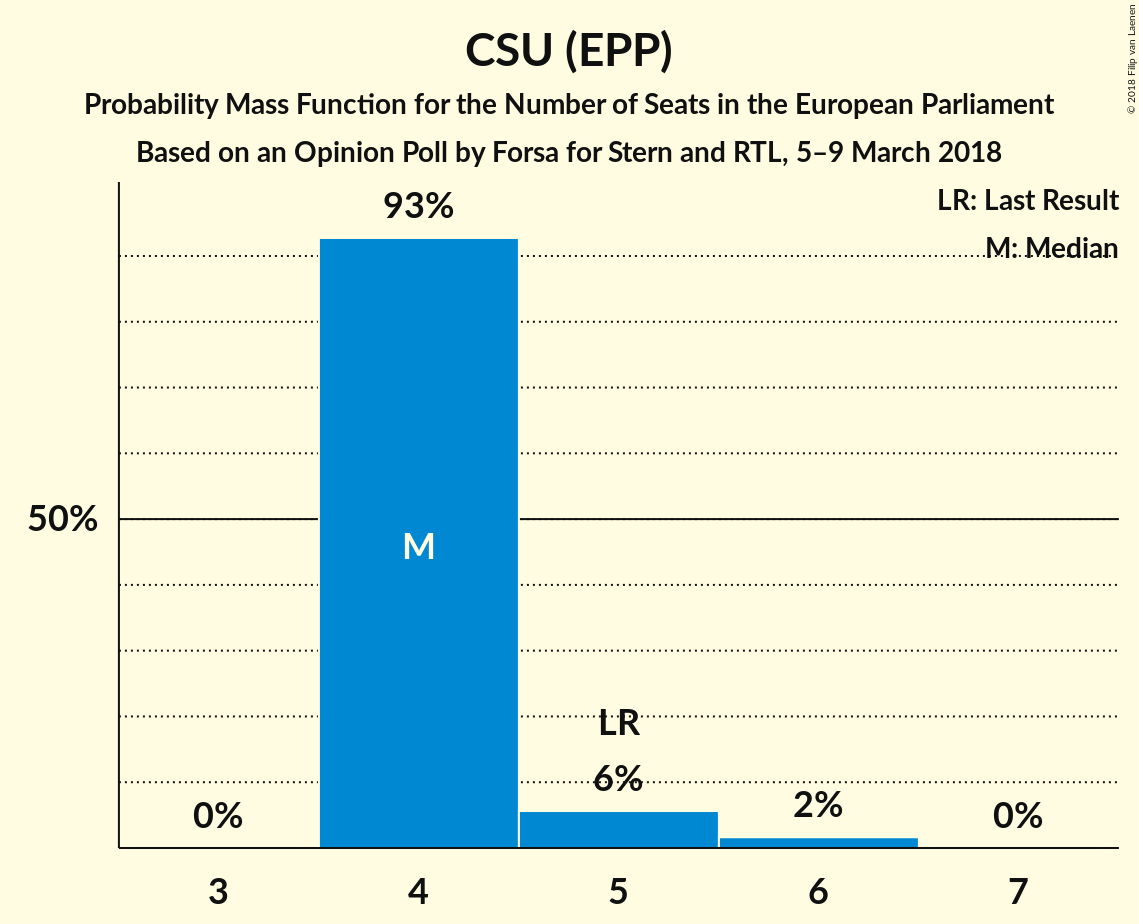 CSU (EPP)
Probability Mass Function for the Number of Seats in the European Parliament
Based on an Opinion Poll by Forsa for Stern and RTL, 5–9 March 2018
© 2018 Filip van Laenen
LR: Last Result
M: Median
93%
50%
M
LR
6%
0%
2%
0%
3 4 5 6 7